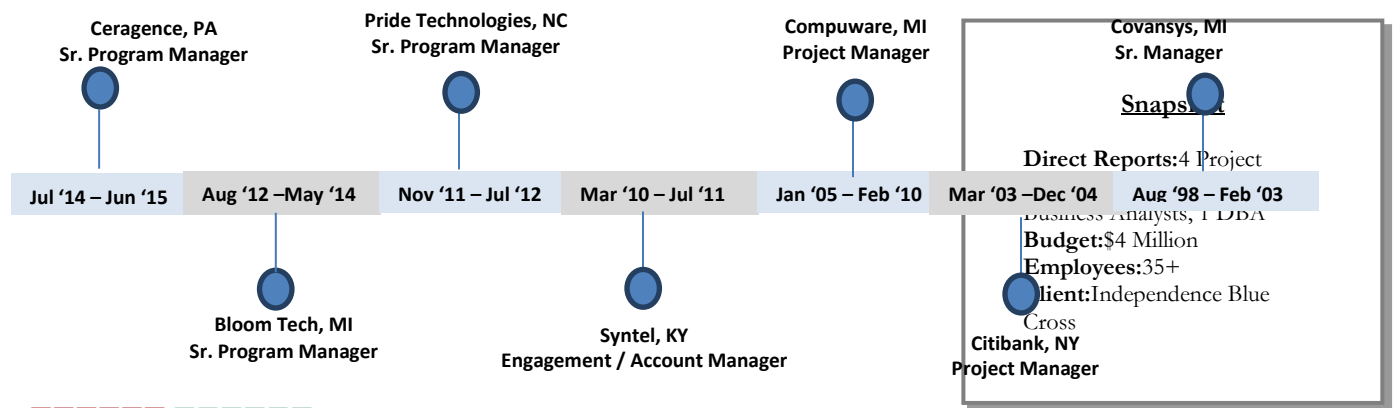 Ceragence, PA
Sr. Program Manager
Pride Technologies, NC
Sr. Program Manager
Compuware, MI
Project Manager
Covansys, MI
Sr. Manager
Jul ‘14 – Jun ‘15
Aug ‘12 –May ‘14
Nov ‘11 – Jul ‘12
Mar ‘10 – Jul ‘11
Jan ‘05 – Feb ‘10
Mar ‘03 –Dec ‘04
Aug ‘98 – Feb ‘03
Bloom Tech, MI
Sr. Program Manager
Syntel, KY
Engagement / Account Manager
Citibank, NY
Project Manager
Snapshot
Direct Reports:4 Project
Business Analysts, 1 DBA
Budget:$4 Million
Employees:35+
Client:Independence Blue
Cross